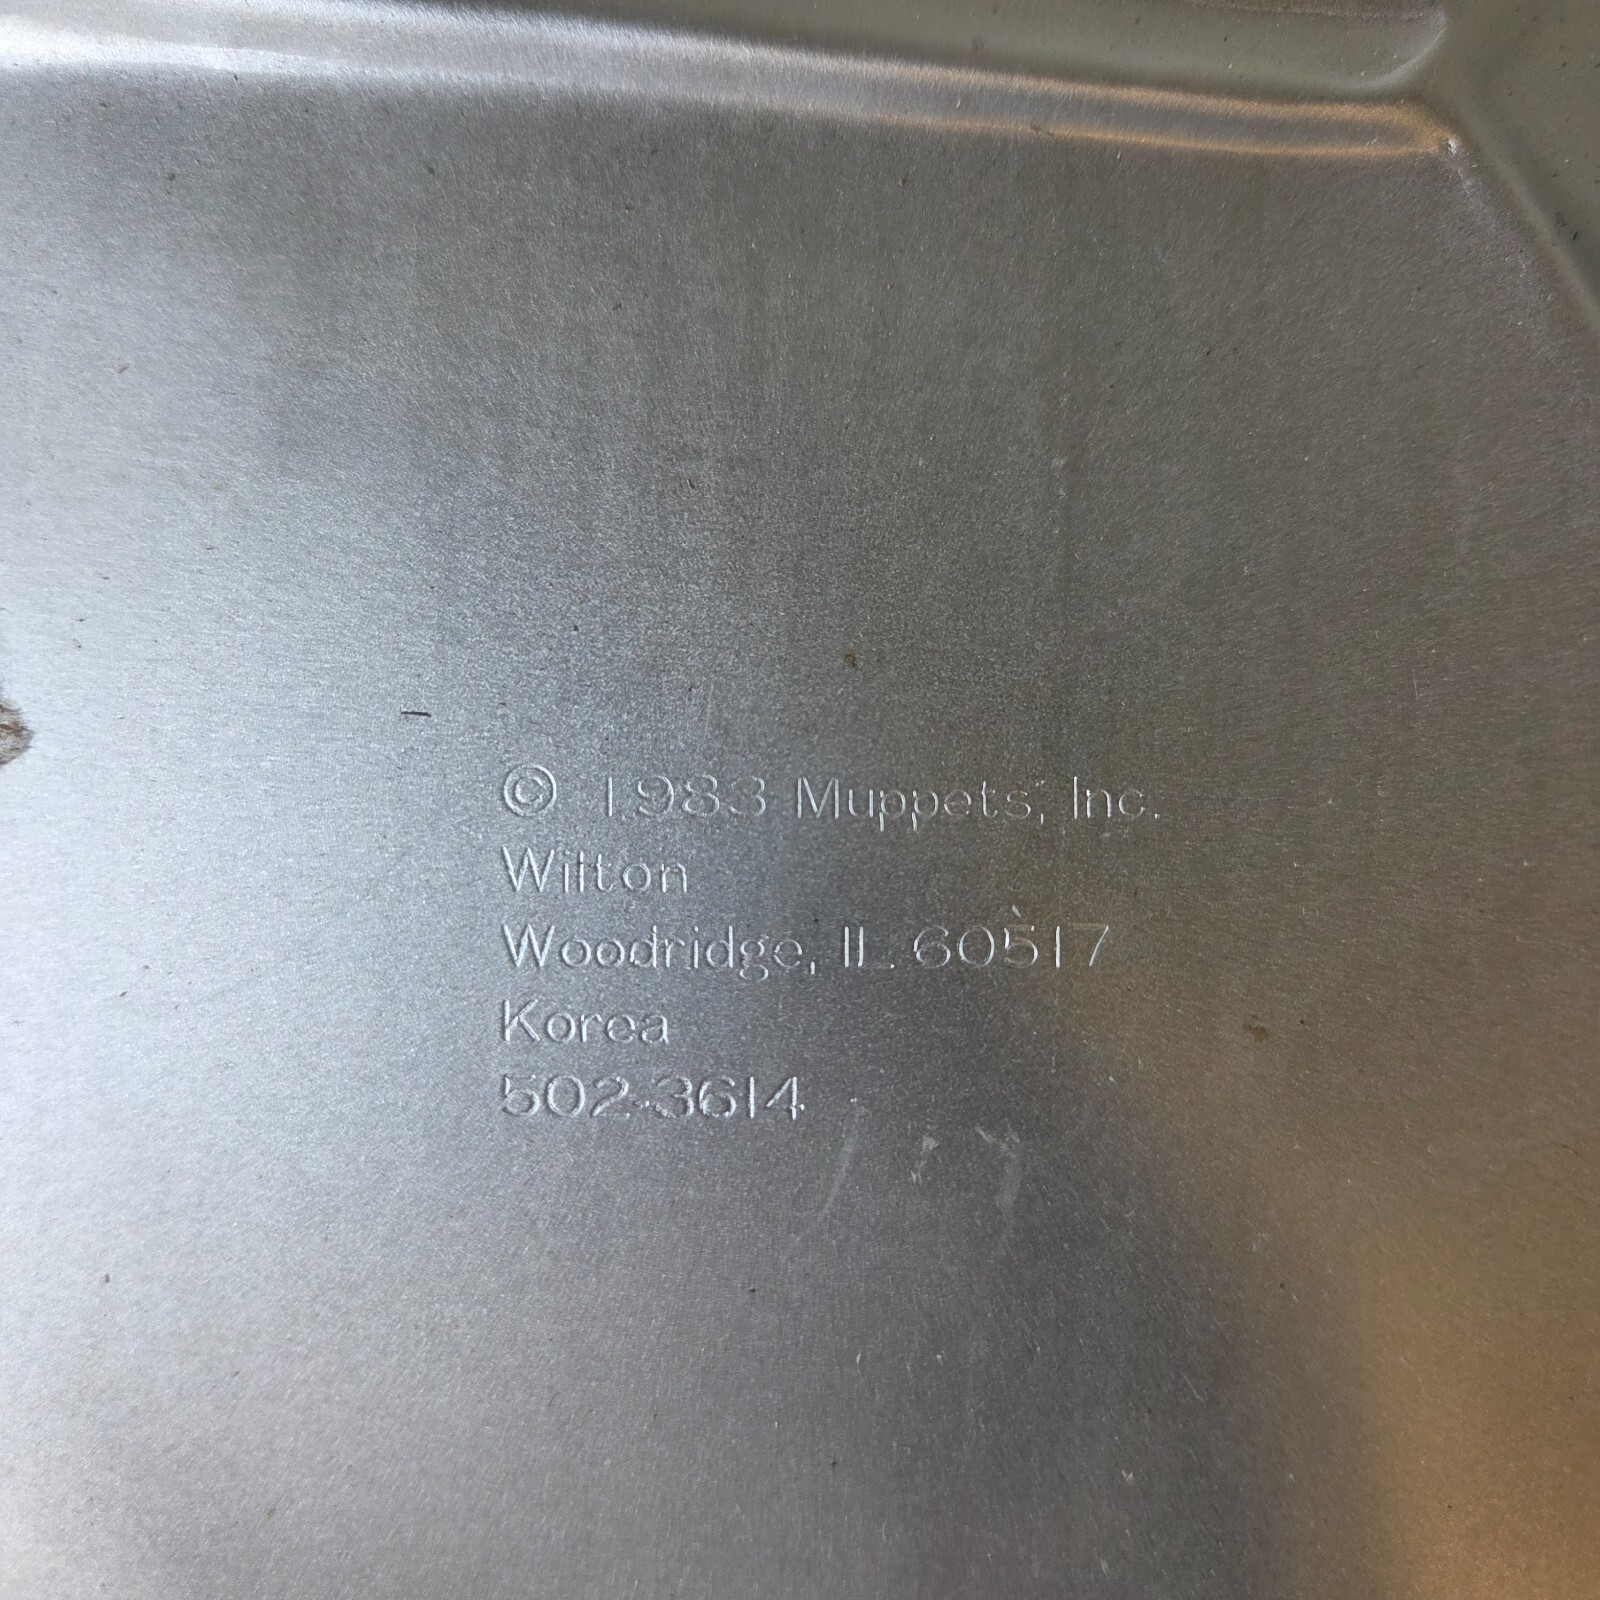 © 1983 Muppets, Inc.
Wilton
Woodridge, IL 60517
Korea
502-3614